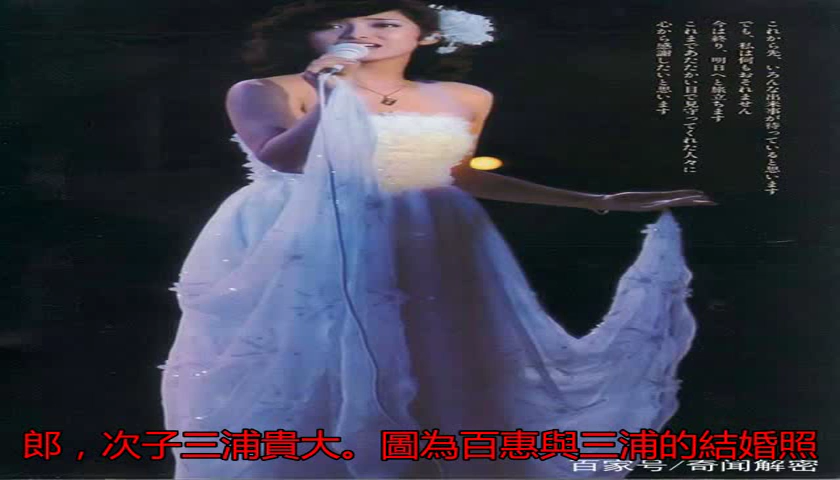 これから先、いろんな出来事が待っていると思います
でも、私は何もおそれません
今は終り、明日へと旅立ちます
これまであたたかい目で見守ってくれた人々に
心から感謝したいと思います
郎，次子三浦貴大。圖為百惠與三浦的結婚照
百家号/奇闻解密